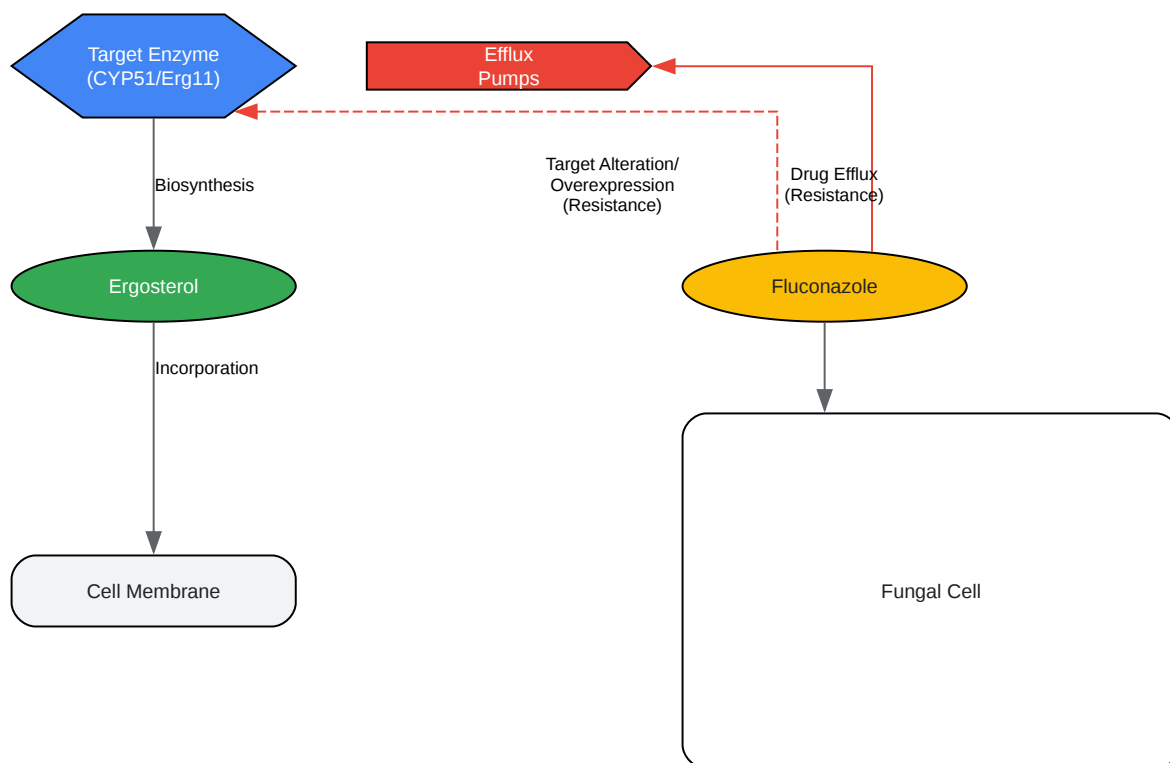 Target Enzyme
(CYP51/Erg11)
Efflux
Pumps
Biosynthesis
Target Alteration/
Overexpression
(Resistance)
Drug Efflux
(Resistance)
Ergosterol
Fluconazole
Incorporation
Cell Membrane
Fungal Cell